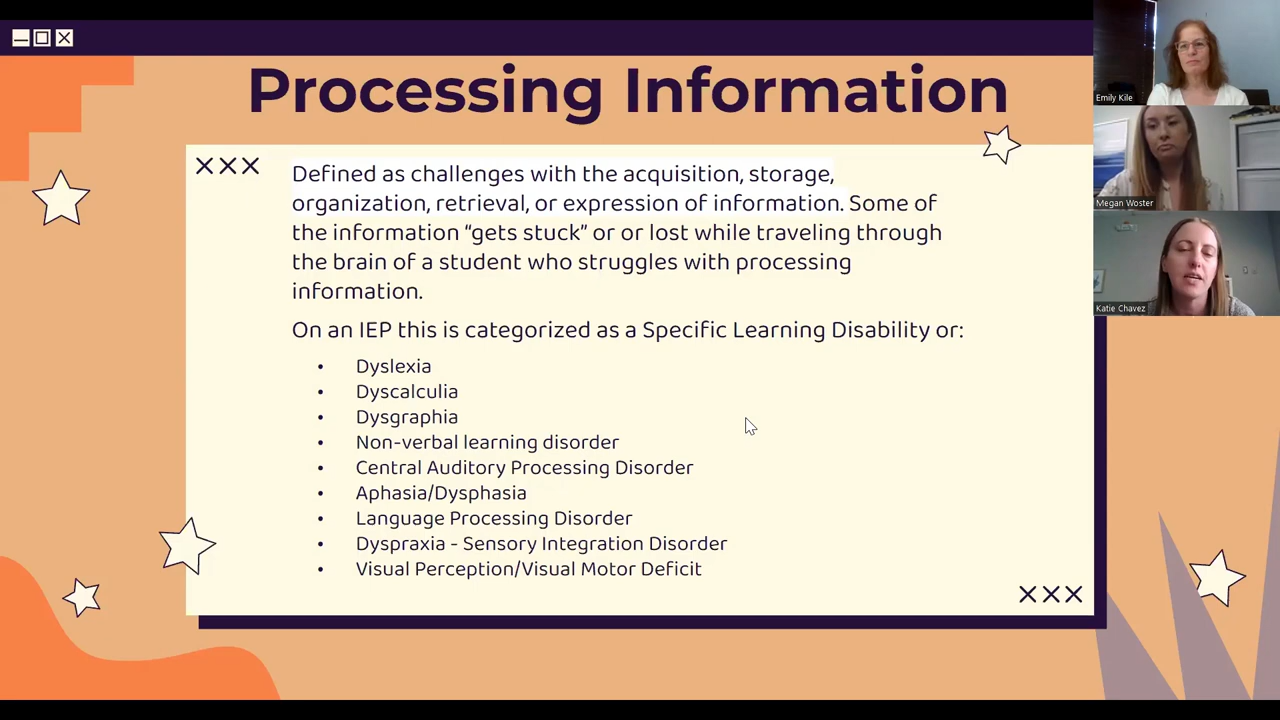 Processing Information
Defined as challenges with the acquisition, storage,
organization, retrieval, or expression of information. Some of
the information “gets stuck” or or lost while traveling through
the brain of a student who struggles with processing
information.
On an IEP this is categorized as a Specific Learning Disability or:
• Dyslexia
• Dyscalculia
• Dysgraphia
• Non-verbal learning disorder
• Central Auditory Processing Disorder
• Aphasia/Dysphasia
• Language Processing Disorder
• Dyspraxia - Sensory Integration Disorder
• Visual Perception/Visual Motor Deficit
Emily Kile
Megan Woster
Katie Chavez